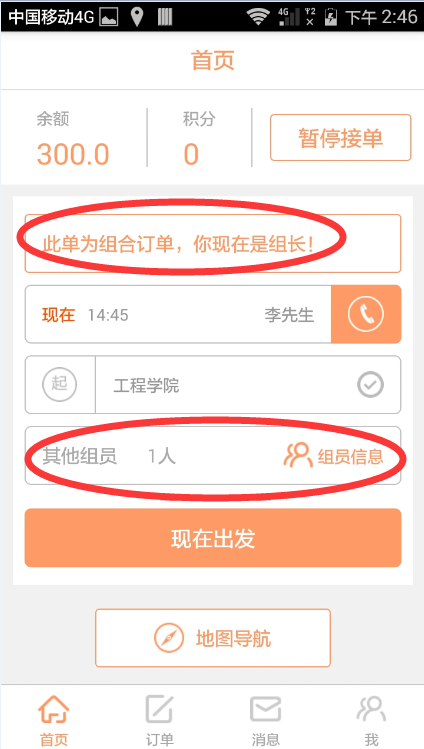 中国移动4G 4G 2 下午 2:46
首页
余额 积分
300.0 0 暂停接单
此单为组合订单，你现在是组长！
现在 14:45 李先生
起 工程学院
其他组员 1人 组员信息
现在出发
地图导航
首页 订单 消息 我